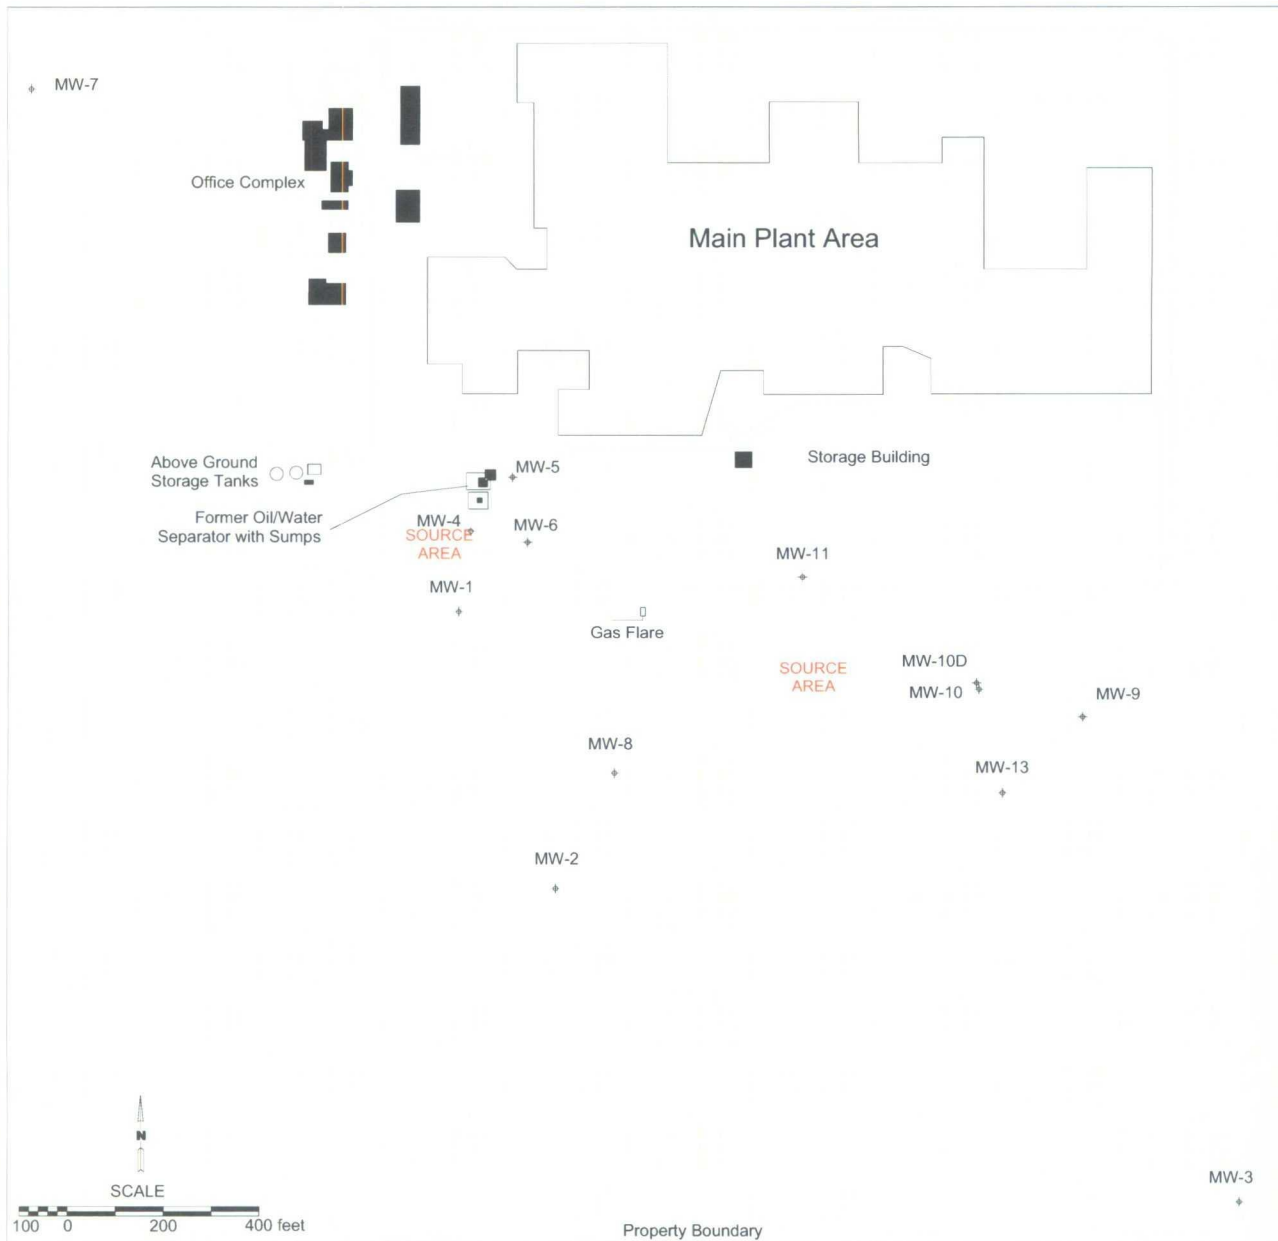 MW-7
Office Complex
Main Plant Area
Above Ground
Storage Tanks
MW-5
Storage Building
Former Oil/Water
Separator with Sumps
MW-4
SOURCE
AREA
MW-6
MW-11
MW-1
Gas Flare
SOURCE
AREA
MW-10D
MW-10
MW-9
MW-8
MW-13
MW-2
N
SCALE
100 0 200 400 feet
MW-3
Property Boundary